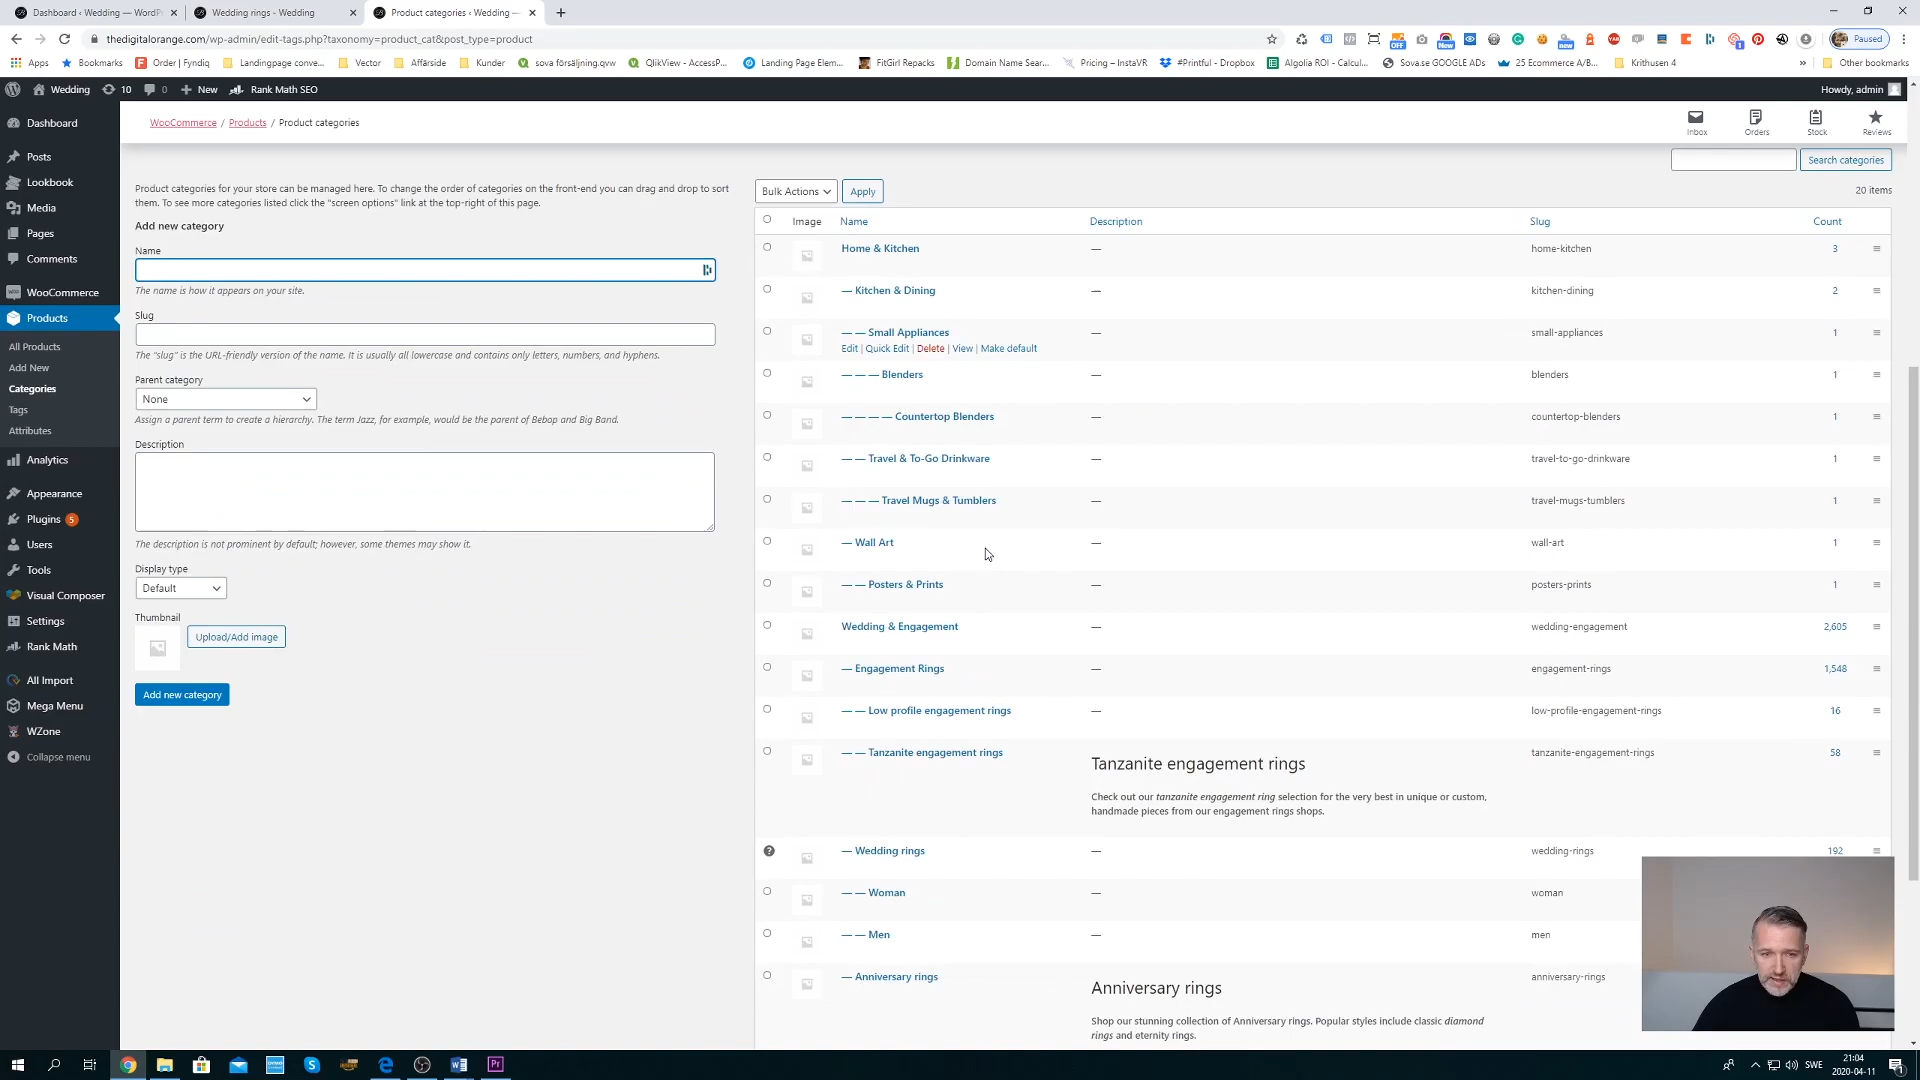 Dashboard ‹ Wedding — WordP
Wedding rings - Wedding
Product categories ‹ Wedding —
thedigitalorange.com/wp-admin/edit-tags.php?taxonomy=product_cat&post_type=product
Paused
Apps
Bookmarks
Order | Fyndiq
Landingpage conve...
Vector
Affärside
Kunder
sova försäljning.qvw
QlikView - AccessP...
Landing Page Elem...
FitGirl Repacks
Domain Name Sear...
Pricing – InstaVR
#Printful - Dropbox
Algolia ROI - Calcul...
Sova.se GOOGLE ADs
25 Ecommerce A/B...
Krithusen 4
Other bookmarks
Wedding
10
0
New
Rank Math SEO
Howdy, admin
Dashboard
Posts
Lookbook
Media
Pages
Comments
WooCommerce
Products
All Products
Add New
Categories
Tags
Attributes
Analytics
Appearance
Plugins 5
Users
Tools
Visual Composer
Settings
Rank Math
All Import
Mega Menu
WZone
Collapse menu
WooCommerce / Products / Product categories
Inbox
Orders
Stock
Reviews
Search categories
Product categories for your store can be managed here. To change the order of categories on the front-end you can drag and drop to sort
them. To see more categories listed click the "screen options" link at the top-right of this page.
Add new category
Name
The name is how it appears on your site.
Slug
The "slug" is the URL-friendly version of the name. It is usually all lowercase and contains only letters, numbers, and hyphens.
Parent category
None
Assign a parent term to create a hierarchy. The term Jazz, for example, would be the parent of Bebop and Big Band.
Description
The description is not prominent by default; however, some themes may show it.
Display type
Default
Thumbnail
Upload/Add image
Add new category
Bulk Actions
Apply
20 items
Image Name Description Slug Count
Home & Kitchen — home-kitchen 3
— Kitchen & Dining — kitchen-dining 2
— — Small Appliances — small-appliances 1
Edit | Quick Edit | Delete | View | Make default
— — — Blenders — blenders 1
— — — — Countertop Blenders — countertop-blenders 1
— — Travel & To-Go Drinkware — travel-to-go-drinkware 1
— — — Travel Mugs & Tumblers — travel-mugs-tumblers 1
— Wall Art — wall-art 1
— — Posters & Prints — posters-prints 1
Wedding & Engagement — wedding-engagement 2,605
— Engagement Rings — engagement-rings 1,548
— — Low profile engagement rings — low-profile-engagement-rings 16
— — Tanzanite engagement rings tanzanite-engagement-rings 58
Tanzanite engagement rings
Check out our tanzanite engagement ring selection for the very best in unique or custom,
handmade pieces from our engagement rings shops.
— Wedding rings — wedding-rings 192
— — Woman — woman
— — Men — men
— Anniversary rings anniversary-rings
Anniversary rings
Shop our stunning collection of Anniversary rings. Popular styles include classic diamond
rings and eternity rings.
SWE
21:04
2020-04-11